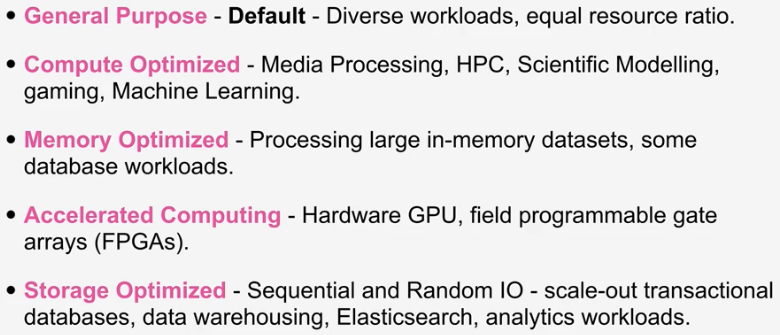 • General Purpose - Default - Diverse workloads, equal resource ratio.
• Compute Optimized - Media Processing, HPC, Scientific Modelling,
gaming, Machine Learning.
• Memory Optimized - Processing large in-memory datasets, some
database workloads.
• Accelerated Computing - Hardware GPU, field programmable gate
arrays (FPGAs).
• Storage Optimized - Sequential and Random IO - scale-out transactional
databases, data warehousing, Elasticsearch, analytics workloads.